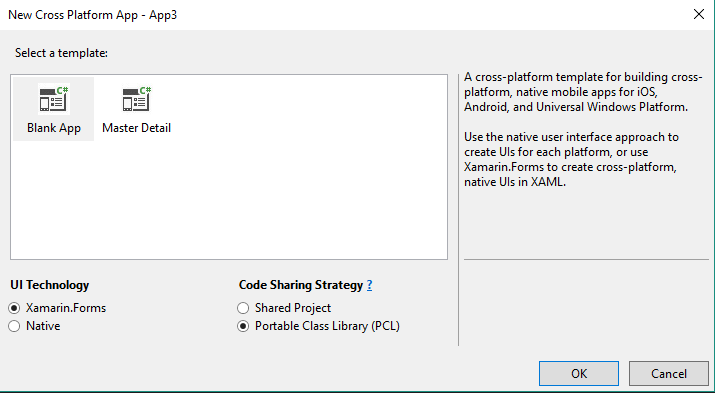 New Cross Platform App - App3
Select a template:
C#
C#
Blank App
Master Detail
A cross-platform template for building cross-
platform, native mobile apps for iOS,
Android, and Universal Windows Platform.
Use the native user interface approach to
create UIs for each platform, or use
Xamarin.Forms to create cross-platform,
native UIs in XAML.
UI Technology
Xamarin.Forms
Native
Code Sharing Strategy ?
Shared Project
Portable Class Library (PCL)
OK
Cancel